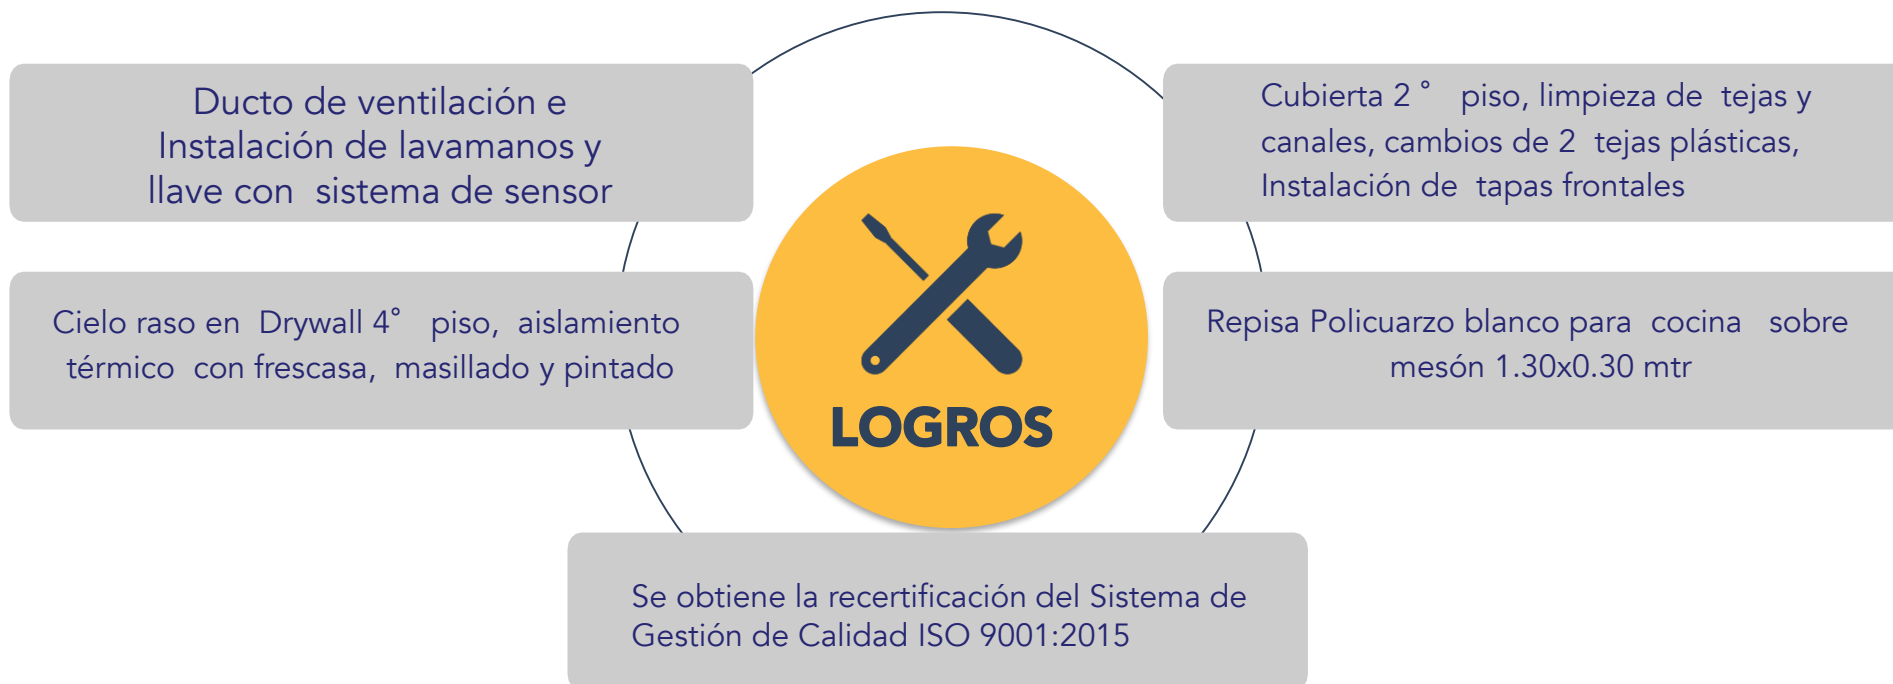 Ducto de ventilación e
Instalación de lavamanos y
llave con sistema de sensor
Cubierta 2 ° piso, limpieza de tejas y
canales, cambios de 2 tejas plásticas,
Instalación de tapas frontales
Cielo raso en Drywall 4° piso, aislamiento
térmico con frescasa, masillado y pintado
Repisa Policuarzo blanco para cocina sobre
mesón 1.30x0.30 mtr
LOGROS
Se obtiene la recertificación del Sistema de
Gestión de Calidad ISO 9001:2015